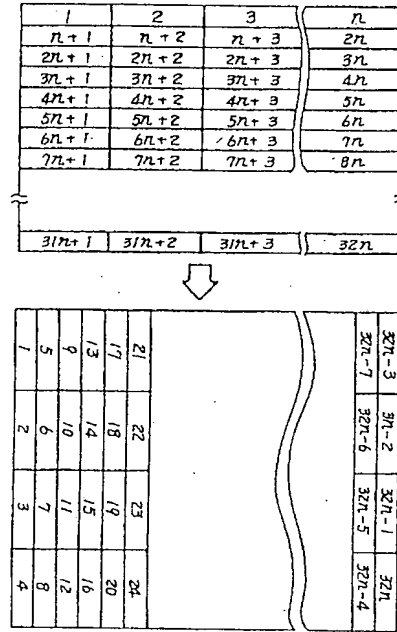 1 2 3 n
n+1 n+2 n+3 2n
2n+1 2n+2 2n+3 3n
3n+1 3n+2 3n+3 4n
4n+1 4n+2 4n+3 5n
5n+1 5n+2 5n+3 6n
6n+1 6n+2 6n+3 7n
7n+1 7n+2 7n+3 8n
31n+1 31n+2 31n+3 32n
1 2 3 4
5 6 7 8
9 10 11 12
13 14 15 16
17 18 19 20
21 22 23 24
32n-7 32n-6 32n-5 32n-4
32n-3 3n-2 32n-1 32n